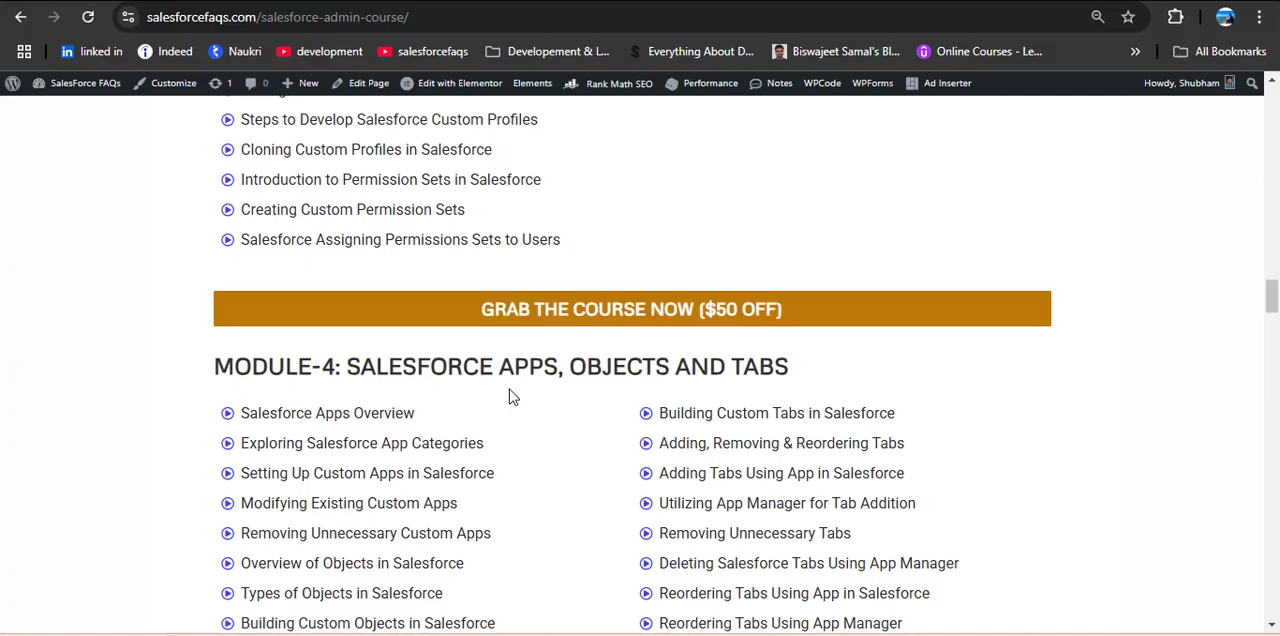 salesforcefaqs.com/salesforce-admin-course/
linked in
Indeed
Naukri
development
salesforcefaqs
Developement & L...
Everything About D...
Biswajeet Samal's Bl...
Online Courses - Le...
All Bookmarks
SalesForce FAQs
Customize
1
0
New
Edit Page
Edit with Elementor
Elements
Rank Math SEO
Performance
Notes
WPCode
WPForms
Ad Inserter
Howdy, Shubham
Steps to Develop Salesforce Custom Profiles
Cloning Custom Profiles in Salesforce
Introduction to Permission Sets in Salesforce
Creating Custom Permission Sets
Salesforce Assigning Permissions Sets to Users
GRAB THE COURSE NOW ($50 OFF)
MODULE-4: SALESFORCE APPS, OBJECTS AND TABS
Salesforce Apps Overview
Exploring Salesforce App Categories
Setting Up Custom Apps in Salesforce
Modifying Existing Custom Apps
Removing Unnecessary Custom Apps
Overview of Objects in Salesforce
Types of Objects in Salesforce
Building Custom Objects in Salesforce
Building Custom Tabs in Salesforce
Adding, Removing & Reordering Tabs
Adding Tabs Using App in Salesforce
Utilizing App Manager for Tab Addition
Removing Unnecessary Tabs
Deleting Salesforce Tabs Using App Manager
Reordering Tabs Using App in Salesforce
Reordering Tabs Using App Manager